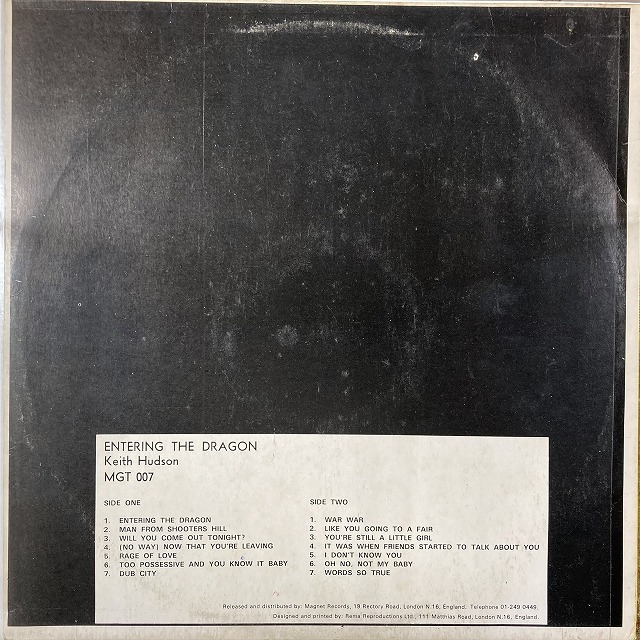 ENTERING THE DRAGON
Keith Hudson
MGT 007
SIDE ONE
1. ENTERING THE DRAGON
2. MAN FROM SHOOTERS HILL
3. WILL YOU COME OUT TONIGHT?
4. (NO WAY) NOW THAT YOU'RE LEAVING
5. RAGE OF LOVE
6. TOO POSSESSIVE AND YOU KNOW IT BABY
7. DUB CITY
SIDE TWO
1. WAR WAR
2. LIKE YOU GOING TO A FAIR
3. YOU'RE STILL A LITTLE GIRL
4. IT WAS WHEN FRIENDS STARTED TO TALK ABOUT YOU
5. I DON'T KNOW YOU
6. OH NO, NOT MY BABY
7. WORDS SO TRUE
Released and distributed by: Magnet Records, 19 Rectory Road, London N.16, England. Telephone 01-249 0449.
Designed and printed by: Rema Reproductions Ltd., 111 Matthias Road, London N.16, England.